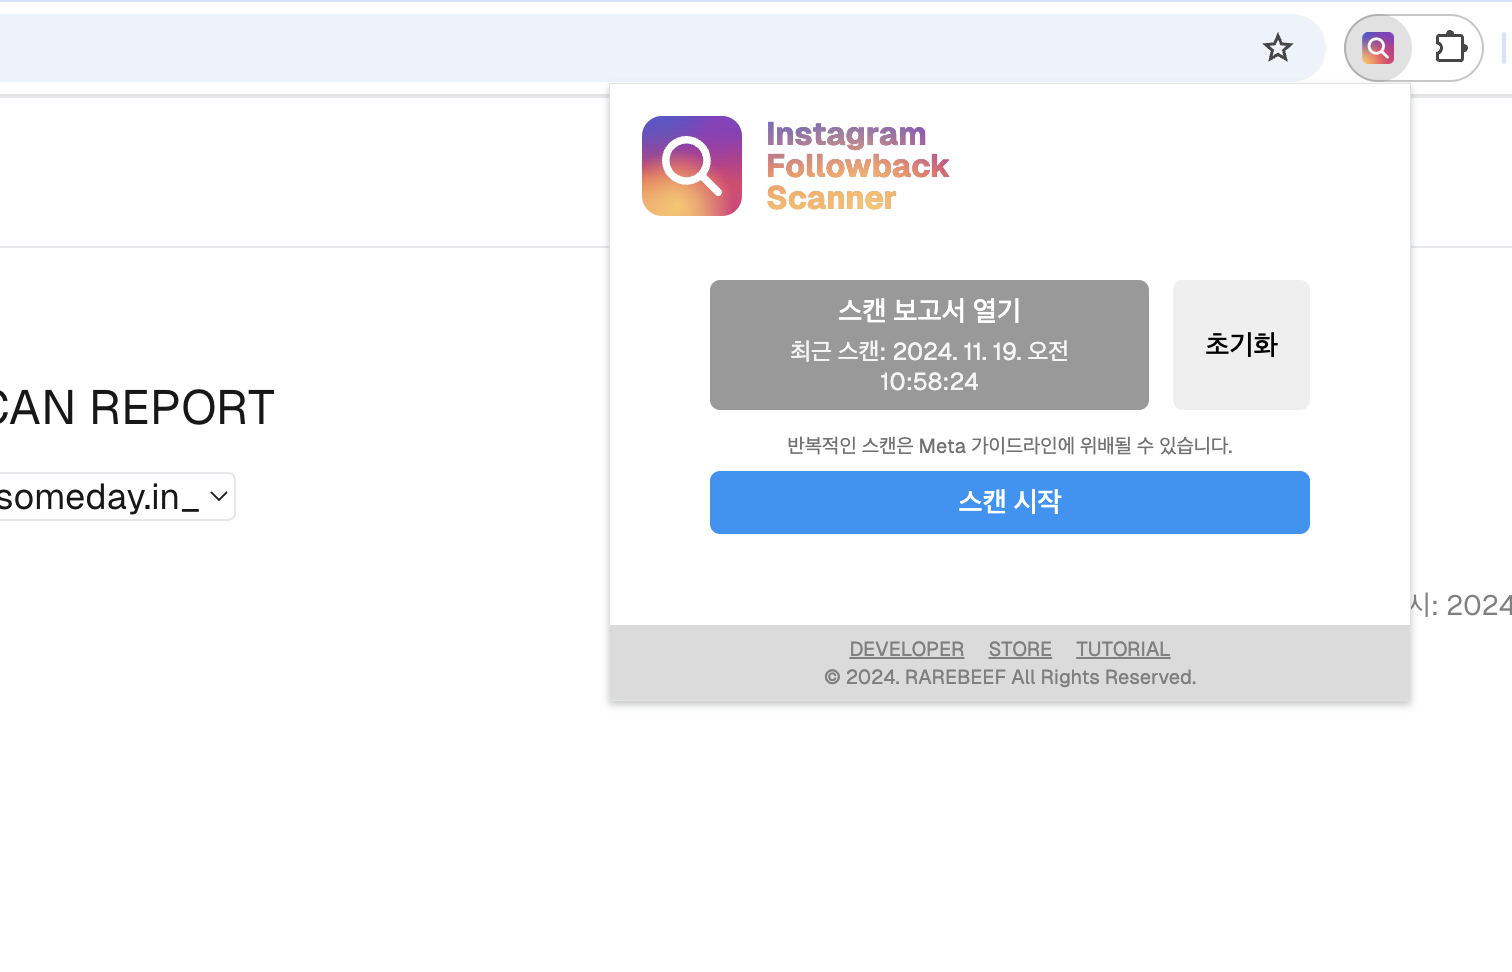 Instagram
Followback
Scanner
스캔 보고서 열기
최근 스캔: 2024. 11. 19. 오전
10:58:24
초기화
반복적인 스캔은 Meta 가이드라인에 위배될 수 있습니다.
스캔 시작
CAN REPORT
someday.in_
시: 2024
DEVELOPER STORE TUTORIAL
© 2024. RAREBEEF All Rights Reserved.